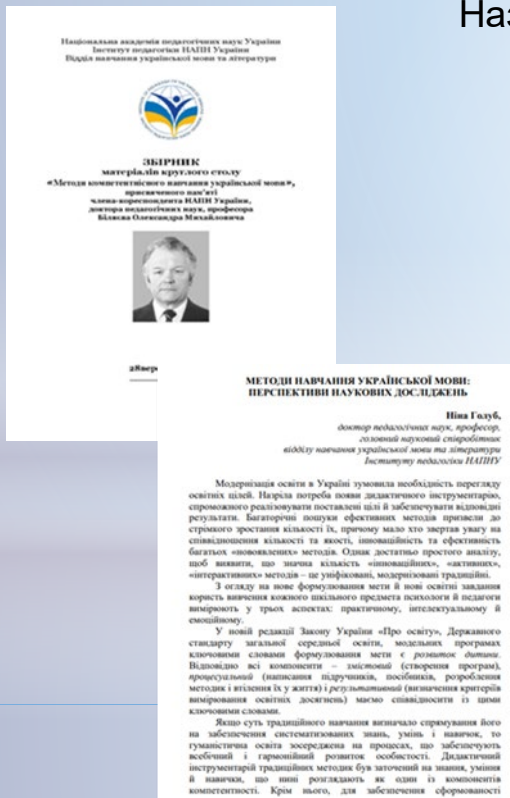 Наз
Національна академія педагогічних наук України
Інститут педагогіки НАПН України
Відділ навчання української мови та літератури
ЗБІРНИК
матеріалів круглого столу
«Методи компетентнісного навчання української мови»,
присвяченого пам'яті
члена-кореспондента НАПН України,
доктора педагогічних наук, професора
Біляєва Олександра Михайловича
28вере
МЕТОДИ НАВЧАННЯ УКРАЇНСЬКОЇ МОВИ:
ПЕРСПЕКТИВИ НАУКОВИХ ДОСЛІДЖЕНЬ
Ніна Голуб,
доктор педагогічних наук, професор,
головний науковий співробітник
відділу навчання української мови та літератури
Інституту педагогіки НАПНУ
Модернізація освіти в Україні зумовила необхідність перегляду
освітніх цілей. Назріла потреба появи дидактичного інструментарію,
спроможного реалізовувати поставлені цілі й забезпечувати відповідні
результати. Багаторічні пошуки ефективних методів призвели до
стрімкого зростання кількості їх, причому мало хто звертав увагу на
співвідношення кількості та якості, інноваційність та ефективність
багатьох «новоявлених» методів. Однак достатньо простого аналізу,
щоб виявити, що значна кількість «інноваційних», «активних»,
«інтерактивних» методів – це уніфіковані, модернізовані традиційні.
З огляду на нове формулювання мети й нові освітні завдання
користь вивчення кожного шкільного предмета психологи й педагоги
вимірюють у трьох аспектах: практичному, інтелектуальному й
емоційному.
У новій редакції Закону України «Про освіту», Державного
стандарту загальної середньої освіти, модельних програмах
ключовими словами формулювання мети є розвиток дитини.
Відповідно всі компоненти – змістовий (створення програм),
процесуальний (написання підручників, посібників, розроблення
методик і втілення їх у життя) і результативний (визначення критеріїв
вимірювання освітніх досягнень) маємо співвідносити із цими
ключовими словами.
Якщо суть традиційного навчання визначало спрямування його
на забезпечення систематизованих знань, умінь і навичок, то
гуманістична освіта зосереджена на процесах, що забезпечують
всебічний і гармонійний розвиток особистості. Дидактичний
інструментарій традиційних методик був заточений на знання, уміння
й навички, що нині розглядають як один із компонентів
компетентності. Крім нього, для забезпечення сформованості